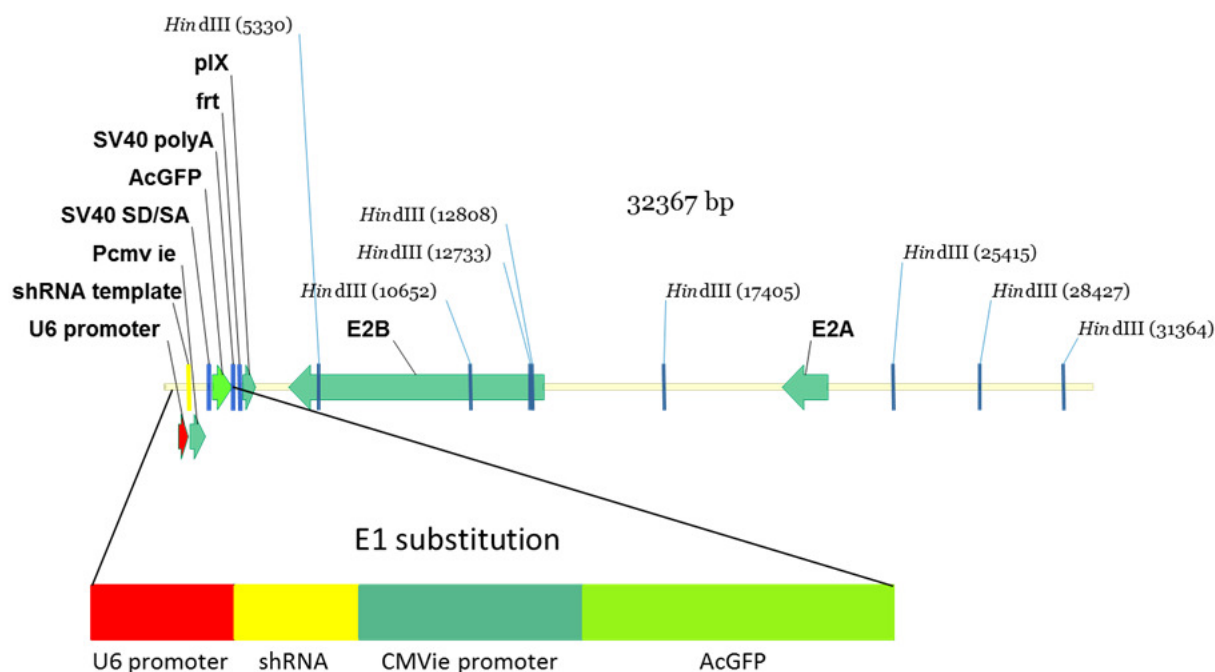 HindIII (5330)
pIX
frt
SV40 polyA
AcGFP
SV40 SD/SA
Pcmv ie
shRNA template
U6 promoter
32367 bp
HindIII (12808)
HindIII (12733)
HindIII (10652)
E2B
HindIII (17405)
E2A
HindIII (25415)
HindIII (28427)
HindIII (31364)
E1 substitution
U6 promoter shRNA CMVie promoter AcGFP